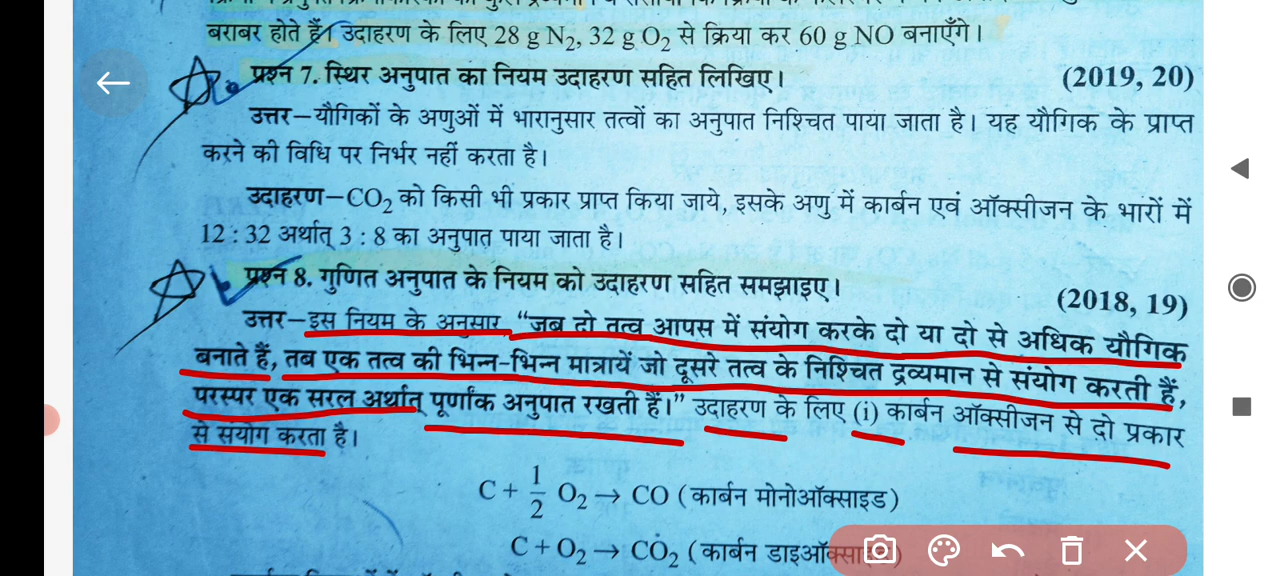 बराबर होते हैं। उदाहरण के लिए 28 g N₂, 32 g O₂ से क्रिया कर 60 g NO बनाएँगे।
प्रश्न 7. स्थिर अनुपात का नियम उदाहरण सहित लिखिए। (2019, 20)
उत्तर–यौगिकों के अणुओं में भारानुसार तत्वों का अनुपात निश्चित पाया जाता है। यह यौगिक के प्राप्त
करने की विधि पर निर्भर नहीं करता है।
उदाहरण–CO₂ को किसी भी प्रकार प्राप्त किया जाये, इसके अणु में कार्बन एवं ऑक्सीजन के भारों में
12 : 32 अर्थात् 3 : 8 का अनुपात पाया जाता है।
प्रश्न 8. गुणित अनुपात के नियम को उदाहरण सहित समझाइए। (2018, 19)
उत्तर–इस नियम के अनुसार, “जब दो तत्व आपस में संयोग करके दो या दो से अधिक यौगिक
बनाते हैं, तब एक तत्व की भिन्न-भिन्न मात्रायें जो दूसरे तत्व के निश्चित द्रव्यमान से संयोग करती हैं,
परस्पर एक सरल अर्थात् पूर्णांक अनुपात रखती हैं।” उदाहरण के लिए (i) कार्बन ऑक्सीजन से दो प्रकार
से संयोग करता है।
C + 1/2 O₂ → CO (कार्बन मोनोऑक्साइड)
C + O₂ → CO₂ (कार्बन डाइऑक्साइड)